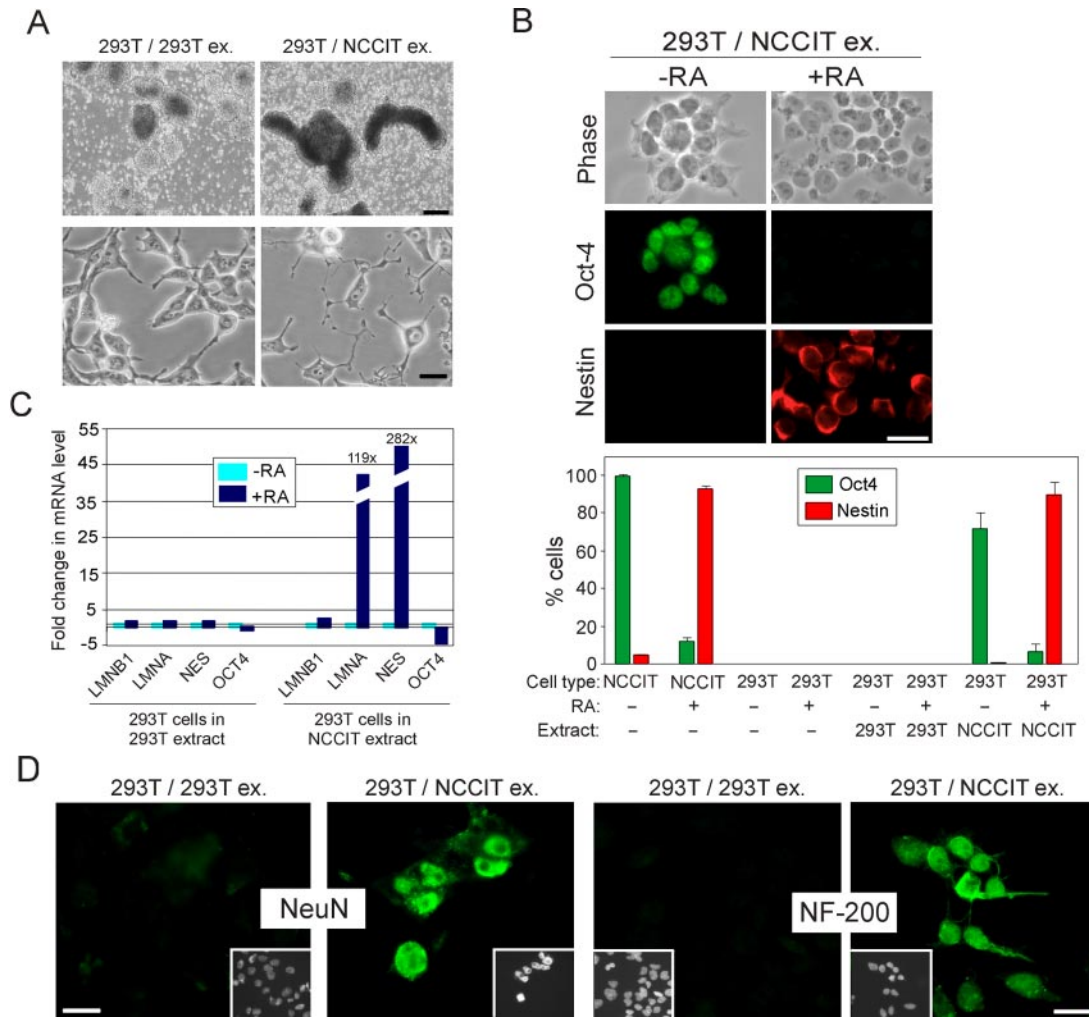 A
293T / 293T ex.
293T / NCCIT ex.
B
293T / NCCIT ex.
-RA
+RA
Phase
Oct-4
Nestin
C
Fold change in mRNA level
55
45
35
25
15
5
-5
119x
282x
-RA
+RA
LMNB1
LMNA
NES
OCT4
LMNB1
LMNA
NES
OCT4
293T cells in
293T extract
293T cells in
NCCIT extract
% cells
100
80
60
40
20
0
Oct4
Nestin
Cell type: NCCIT NCCIT 293T 293T 293T 293T 293T 293T
RA: – + – + – + – +
Extract: – – – – 293T 293T NCCIT NCCIT
D
293T / 293T ex.
293T / NCCIT ex.
293T / 293T ex.
293T / NCCIT ex.
NeuN
NF-200